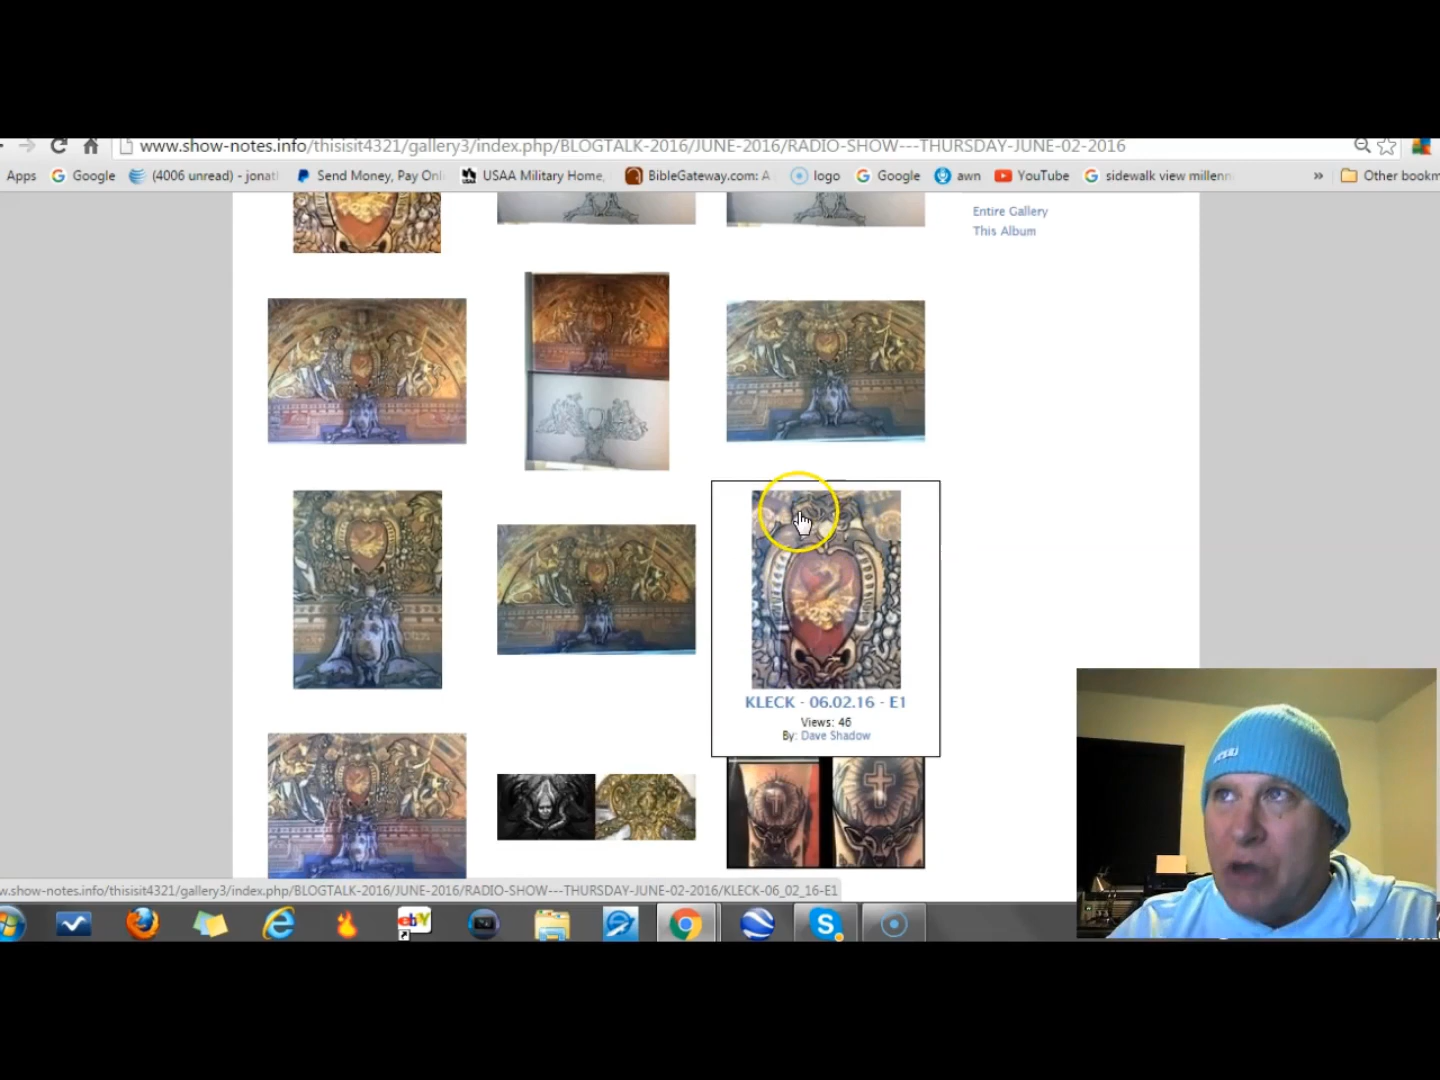 www.show-notes.info/thisisit4321/gallery3/index.php/BLOGTALK-2016/JUNE-2016/RADIO-SHOW---THURSDAY-JUNE-02-2016
Apps Google (4006 unread) - jonatl Send Money, Pay Onli USAA Military Home, BibleGateway.com: A logo Google awn YouTube sidewalk view millenn » Other bookm
Entire Gallery
This Album
KLECK - 06.02.16 - E1
Views: 46
By: Dave Shadow
w.show-notes.info/thisisit4321/gallery3/index.php/BLOGTALK-2016/JUNE-2016/RADIO-SHOW---THURSDAY-JUNE-02-2016/KLECK-06_02_16-E1
ebY